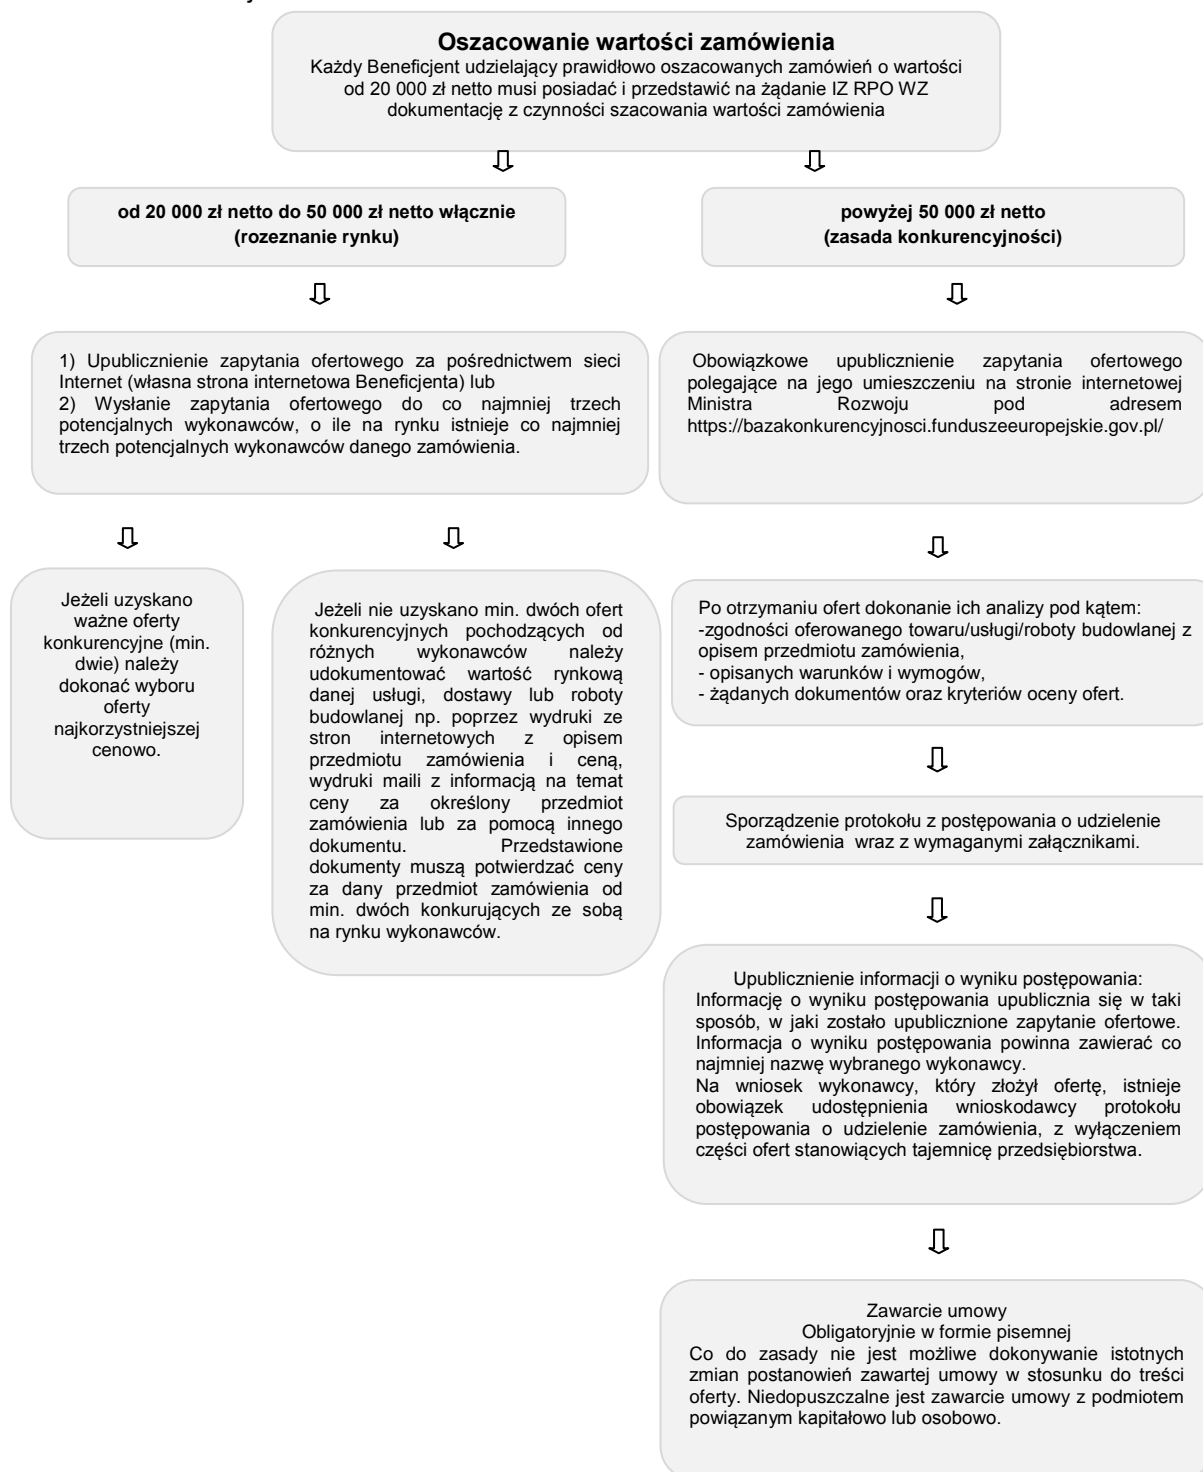 Oszacowanie wartości zamówienia
Każdy Beneficjent udzielający prawidłowo oszacowanych zamówień o wartości
od 20 000 zł netto musi posiadać i przedstawić na żądanie IZ RPO WZ
dokumentację z czynności szacowania wartości zamówienia
od 20 000 zł netto do 50 000 zł netto włącznie
(rozeznanie rynku)
powyżej 50 000 zł netto
(zasada konkurencyjności)
1) Upublicznienie zapytania ofertowego za pośrednictwem sieci
Internet (własna strona internetowa Beneficjenta) lub
2) Wysłanie zapytania ofertowego do co najmniej trzech
potencjalnych wykonawców, o ile na rynku istnieje co najmniej
trzech potencjalnych wykonawców danego zamówienia.
Obowiązkowe upublicznienie zapytania ofertowego
polegające na jego umieszczeniu na stronie internetowej
Ministra Rozwoju pod adresem
https://bazakonkurencyjnosci.funduszeeuropejskie.gov.pl/
Jeżeli uzyskano
ważne oferty
konkurencyjne (min.
dwie) należy
dokonać wyboru
oferty
najkorzystniejszej
cenowo.
Jeżeli nie uzyskano min. dwóch ofert
konkurencyjnych pochodzących od
różnych wykonawców należy
udokumentować wartość rynkową
danej usługi, dostawy lub roboty
budowlanej np. poprzez wydruki ze
stron internetowych z opisem
przedmiotu zamówienia i ceną,
wydruki maili z informacją na temat
ceny za określony przedmiot
zamówienia lub za pomocą innego
dokumentu. Przedstawione
dokumenty muszą potwierdzać ceny
za dany przedmiot zamówienia od
min. dwóch konkurujących ze sobą
na rynku wykonawców.
Po otrzymaniu ofert dokonanie ich analizy pod kątem:
-zgodności oferowanego towaru/usługi/roboty budowlanej z
opisem przedmiotu zamówienia,
- opisanych warunków i wymogów,
- żądanych dokumentów oraz kryteriów oceny ofert.
Sporządzenie protokołu z postępowania o udzielenie
zamówienia wraz z wymaganymi załącznikami.
Upublicznienie informacji o wyniku postępowania:
Informację o wyniku postępowania upublicznia się w taki
sposób, w jaki zostało upublicznione zapytanie ofertowe.
Informacja o wyniku postępowania powinna zawierać co
najmniej nazwę wybranego wykonawcy.
Na wniosek wykonawcy, który złożył ofertę, istnieje
obowiązek udostępnienia wnioskodawcy protokołu
postępowania o udzielenie zamówienia, z wyłączeniem
części ofert stanowiących tajemnicę przedsiębiorstwa.
Zawarcie umowy
Obligatoryjnie w formie pisemnej
Co do zasady nie jest możliwe dokonywanie istotnych
zmian postanowień zawartej umowy w stosunku do treści
oferty. Niedopuszczalne jest zawarcie umowy z podmiotem
powiązanym kapitałowo lub osobowo.